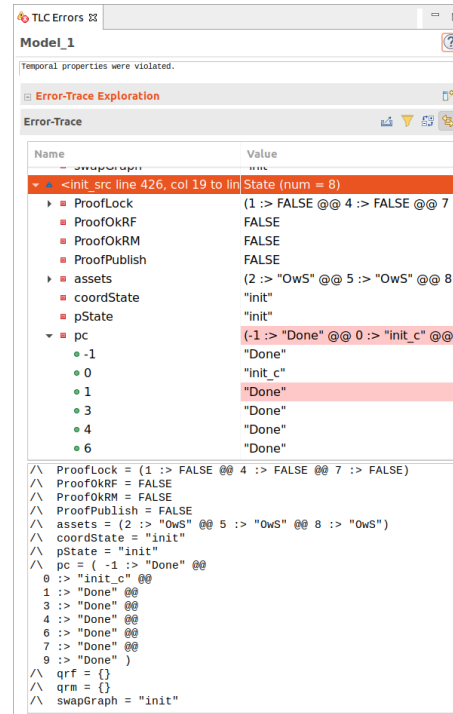 TLC Errors
Model_1
Temporal properties were violated.
Error-Trace Exploration
Error-Trace
Name Value
swapGraph "init"
<init_src line 426, col 19 to lin State (num = 8)
ProofLock (1 :> FALSE @@ 4 :> FALSE @@ 7
ProofOkRF FALSE
ProofOkRM FALSE
ProofPublish FALSE
assets (2 :> "OwS" @@ 5 :> "OwS" @@ 8
coordState "init"
pState "init"
pc (-1 :> "Done" @@ 0 :> "init_c" @@
-1 "Done"
0 "init_c"
1 "Done"
3 "Done"
4 "Done"
6 "Done"
/\ ProofLock = (1 :> FALSE @@ 4 :> FALSE @@ 7 :> FALSE)
/\ ProofOkRF = FALSE
/\ ProofOkRM = FALSE
/\ ProofPublish = FALSE
/\ assets = (2 :> "OwS" @@ 5 :> "OwS" @@ 8 :> "OwS")
/\ coordState = "init"
/\ pState = "init"
/\ pc = ( -1 :> "Done" @@
0 :> "init_c" @@
1 :> "Done" @@
3 :> "Done" @@
4 :> "Done" @@
6 :> "Done" @@
7 :> "Done" @@
9 :> "Done" )
/\ qrf = {}
/\ qrm = {}
/\ swapGraph = "init"